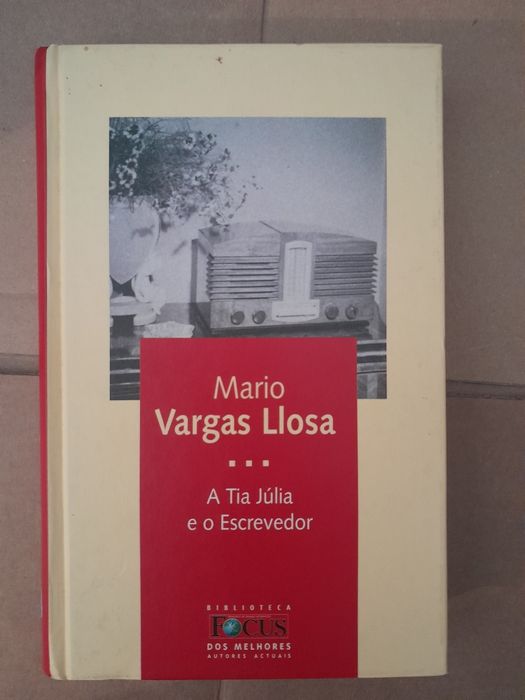 Mario
Vargas Llosa
A Tia Júlia
e o Escrevedor
BIBLIOTECA
FOCUS
DOS MELHORES
AUTORES ACTUAIS